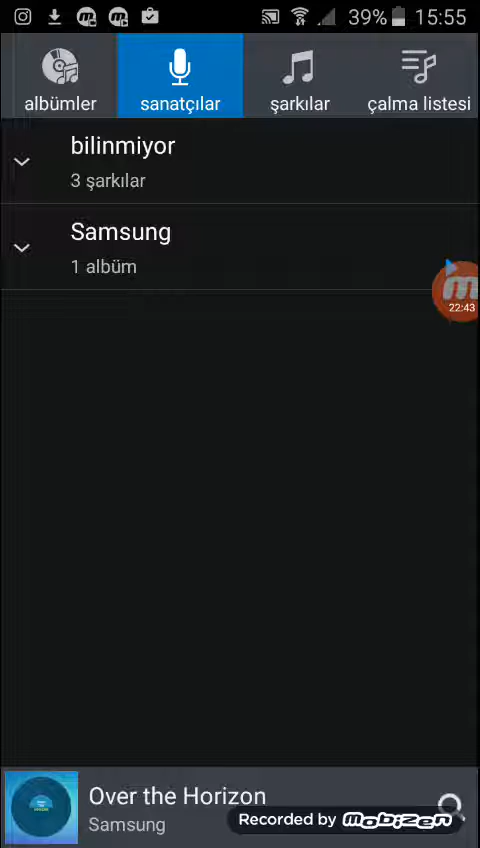 39% 15:55
albümler sanatçılar şarkılar çalma listesi
bilinmiyor
3 şarkılar
Samsung
1 albüm
22:43
Over the Horizon
Samsung
Recorded by mobizen